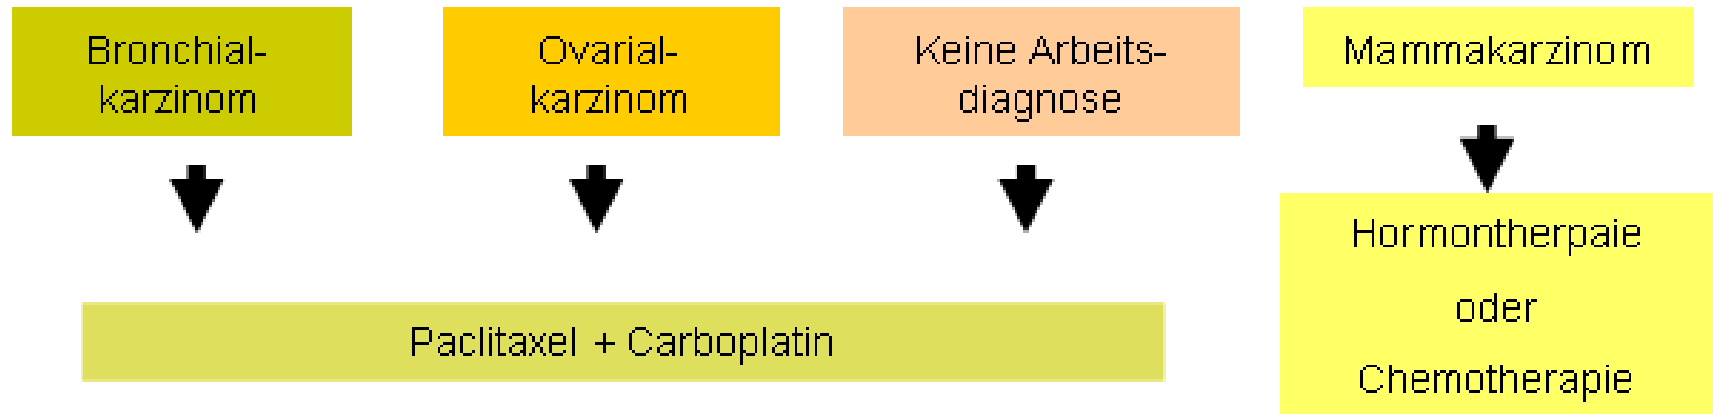 Bronchial-
karzinom
Ovarial-
karzinom
Keine Arbeits-
diagnose
Mammakarzinom
Paclitaxel + Carboplatin
Hormontherpaie
oder
Chemotherapie